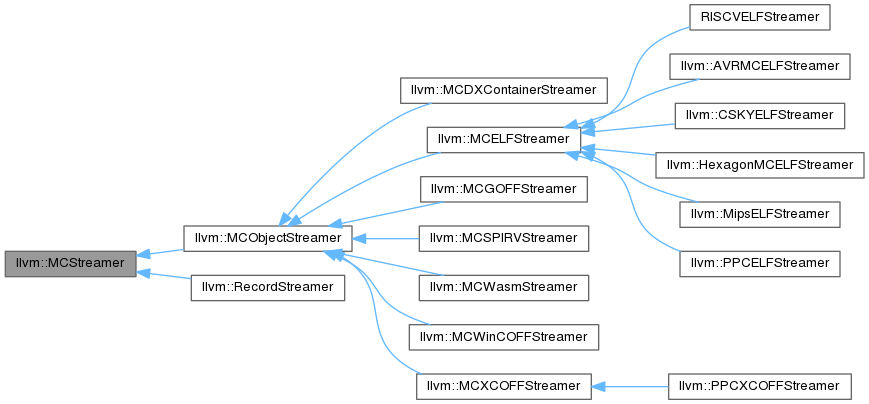 llvm::MCStreamer
llvm::MCObjectStreamer
llvm::RecordStreamer
llvm::MCDXContainerStreamer
llvm::MCELFStreamer
llvm::MCGOFFStreamer
llvm::MCSPIRVStreamer
llvm::MCWasmStreamer
llvm::MCWinCOFFStreamer
llvm::MCXCOFFStreamer
RISCVELFStreamer
llvm::AVRMCELFStreamer
llvm::CSKYELFStreamer
llvm::HexagonMCELFStreamer
llvm::MipsELFStreamer
llvm::PPCELFStreamer
llvm::PPCXCOFFStreamer